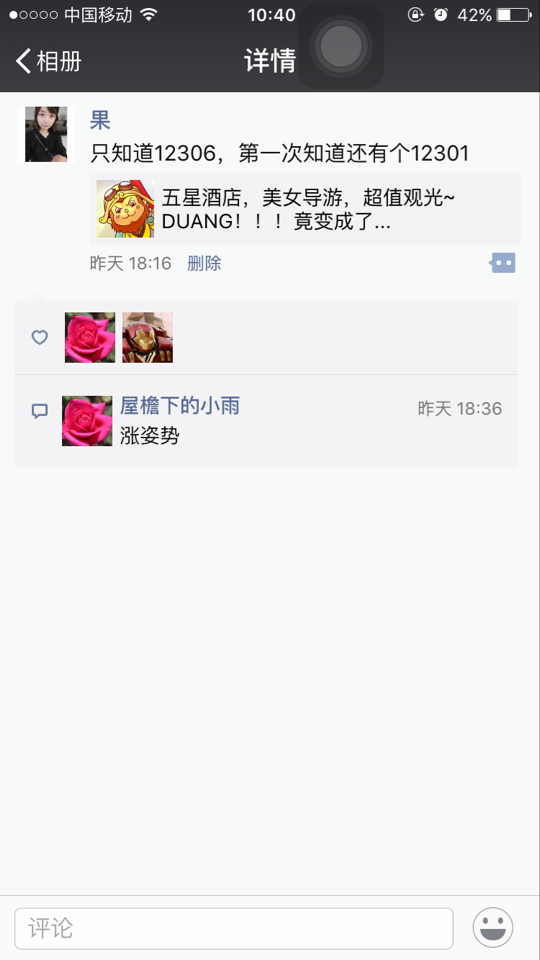 中国移动 10:40 42%
相册 详情
果
只知道12306，第一次知道还有个12301
五星酒店，美女导游，超值观光~
DUANG！！！竟变成了...
昨天 18:16 删除
屋檐下的小雨 昨天 18:36
涨姿势
评论